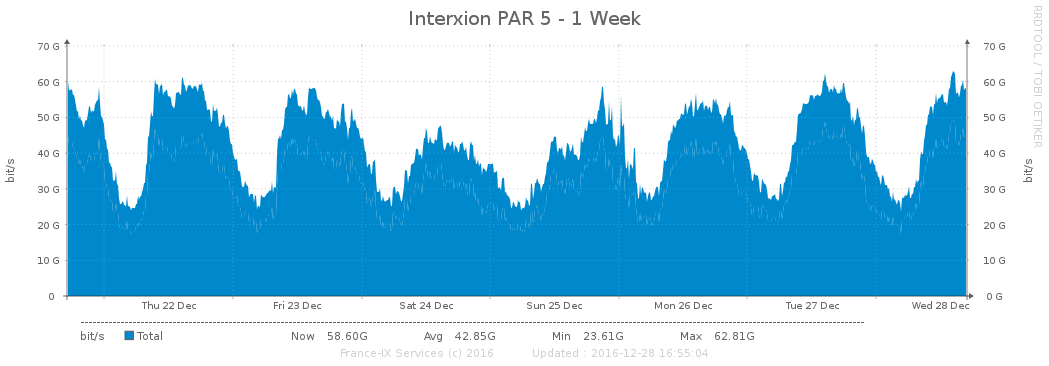 Interxion PAR 5 - 1 Week
RRDTOOL / TOBI OETIKER
bit/s
70 G 70 G
60 G 60 G
50 G 50 G
40 G 40 G
30 G 30 G
20 G 20 G
10 G 10 G
0 0 G
bit/s
Thu 22 Dec Fri 23 Dec Sat 24 Dec Sun 25 Dec Mon 26 Dec Tue 27 Dec Wed 28 Dec
bit/s Total Now 58.60G Avg 42.85G Min 23.61G Max 62.81G
France-IX Services (c) 2016 Updated : 2016-12-28 16:55:04